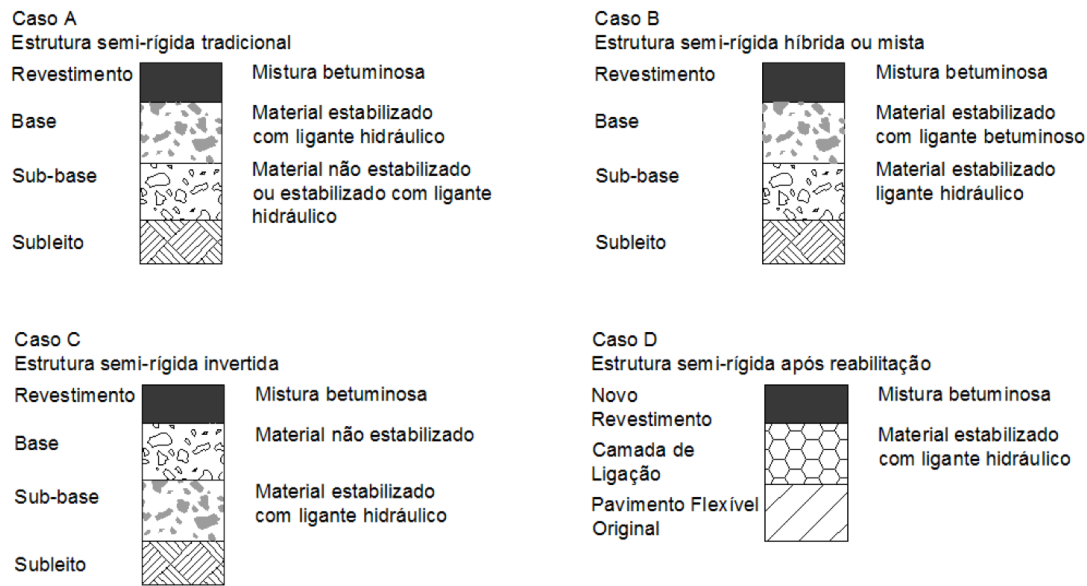 Caso A
Estrutura semi-rígida tradicional
Revestimento
Mistura betuminosa
Base
Material estabilizado
com ligante hidráulico
Sub-base
Material não estabilizado
ou estabilizado com ligante
hidráulico
Subleito
Caso B
Estrutura semi-rígida híbrida ou mista
Revestimento
Mistura betuminosa
Base
Material estabilizado
com ligante betuminoso
Sub-base
Material estabilizado
ligante hidráulico
Subleito
Caso C
Estrutura semi-rígida invertida
Revestimento
Mistura betuminosa
Base
Material não estabilizado
Sub-base
Material estabilizado
com ligante hidráulico
Subleito
Caso D
Estrutura semi-rígida após reabilitação
Novo
Revestimento
Mistura betuminosa
Camada de
Ligação
Material estabilizado
com ligante hidráulico
Pavimento Flexível
Original